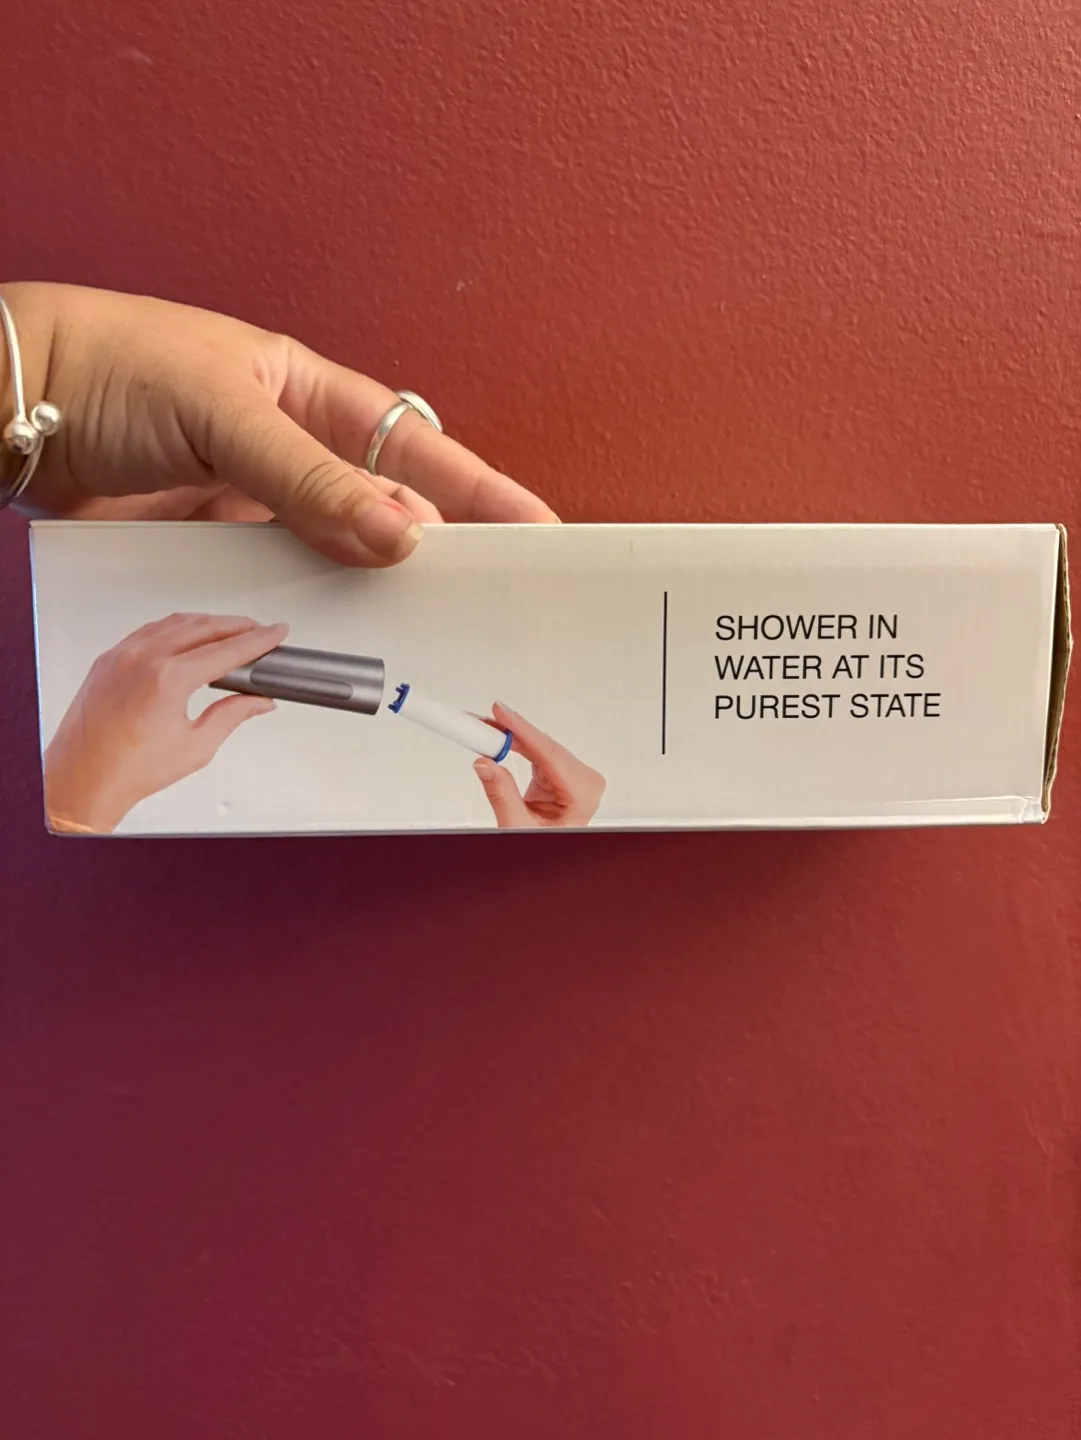 SHOWER IN
WATER AT ITS
PUREST STATE